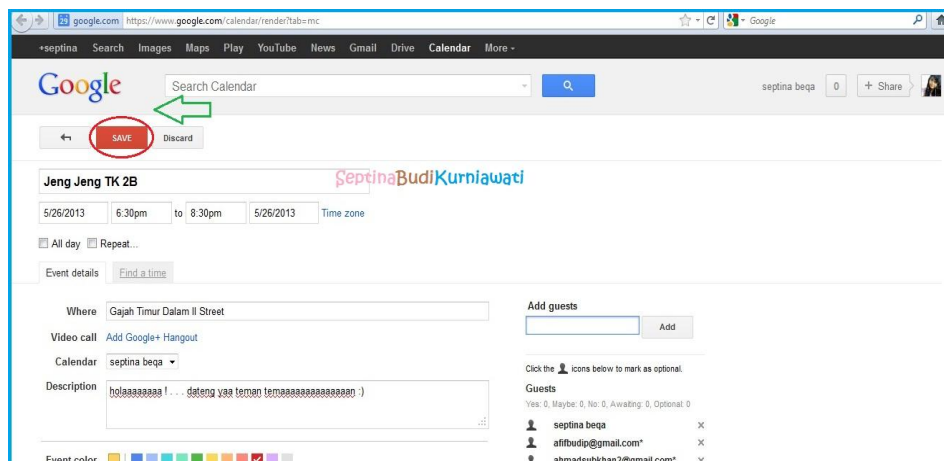 google.com https://www.google.com/calendar/render?tab=mc Google
+septina Search Images Maps Play YouTube News Gmail Drive Calendar More
Google Search Calendar septina beqa 0 + Share
SAVE Discard
SeptinaBudiKurniawati
Jeng Jeng TK 2B
5/26/2013 6:30pm to 8:30pm 5/26/2013 Time zone
All day Repeat...
Event details Find a time
Where Gajah Timur Dalam II Street
Video call Add Google+ Hangout
Calendar septina beqa
Description holaaaaaaaa ! . . . dateng yaa teman temaaaaaaaaaaaaaaan :)
Event color
Add guests
Add
Click the icons below to mark as optional.
Guests
Yes: 0, Maybe: 0, No: 0, Awaiting: 0, Optional: 0
septina beqa x
afifbudip@gmail.com* x
ahmadsubkhan2@gmail.com* x